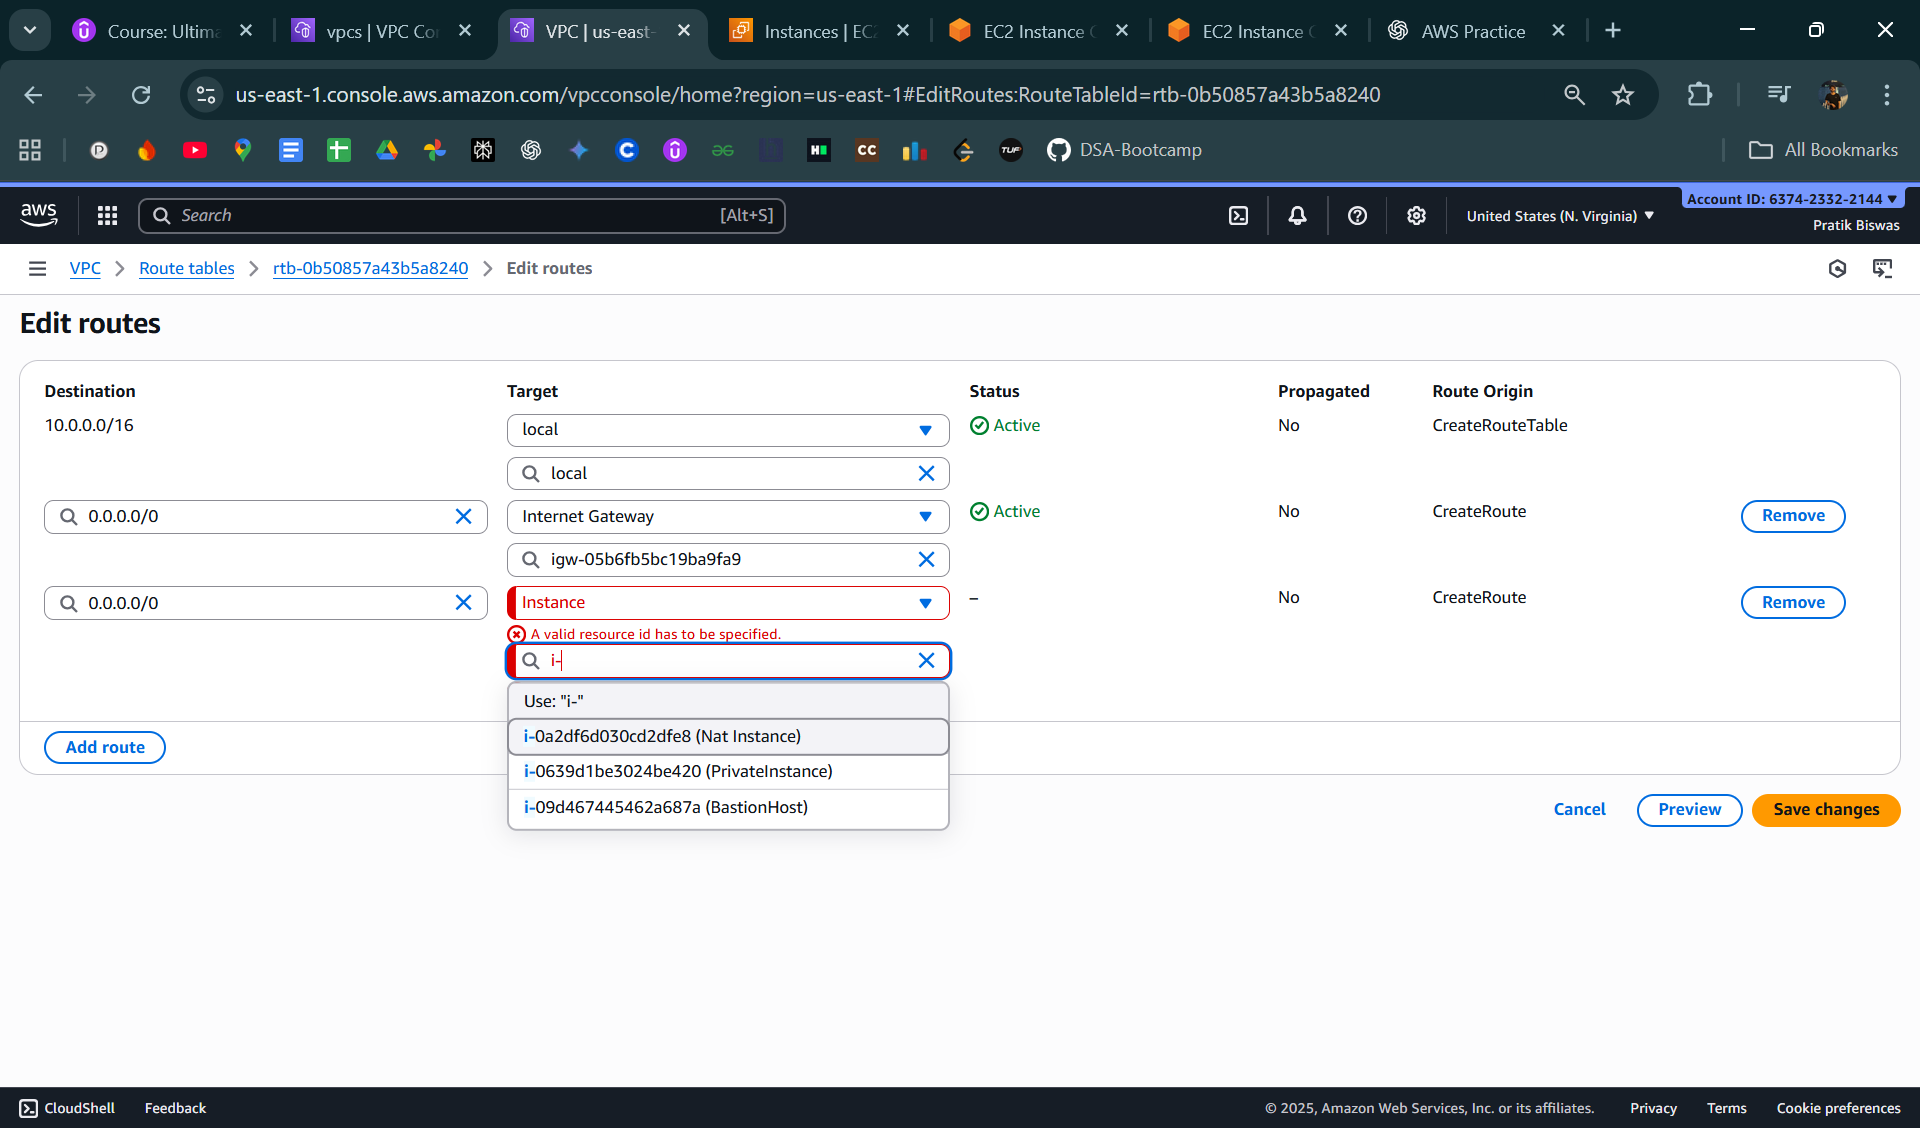 Course: Ultima
vpcs | VPC Co
VPC | us-east-
Instances | EC
EC2 Instance
EC2 Instance
AWS Practice
us-east-1.console.aws.amazon.com/vpcconsole/home?region=us-east-1#EditRoutes:RouteTableId=rtb-0b50857a43b5a8240
DSA-Bootcamp
All Bookmarks
aws
Search
[Alt+S]
United States (N. Virginia)
Account ID: 6374-2332-2144
Pratik Biswas
VPC
Route tables
rtb-0b50857a43b5a8240
Edit routes
Edit routes
Destination
Target
Status
Propagated
Route Origin
10.0.0.0/16
local
Active
No
CreateRouteTable
local
0.0.0.0/0
Internet Gateway
Active
No
CreateRoute
Remove
igw-05b6fb5bc19ba9fa9
0.0.0.0/0
Instance
–
No
CreateRoute
Remove
A valid resource id has to be specified.
i-
Use: "i-"
i-0a2df6d030cd2dfe8 (Nat Instance)
i-0639d1be3024be420 (PrivateInstance)
i-09d467445462a687a (BastionHost)
Add route
Cancel
Preview
Save changes
CloudShell
Feedback
© 2025, Amazon Web Services, Inc. or its affiliates.
Privacy
Terms
Cookie preferences